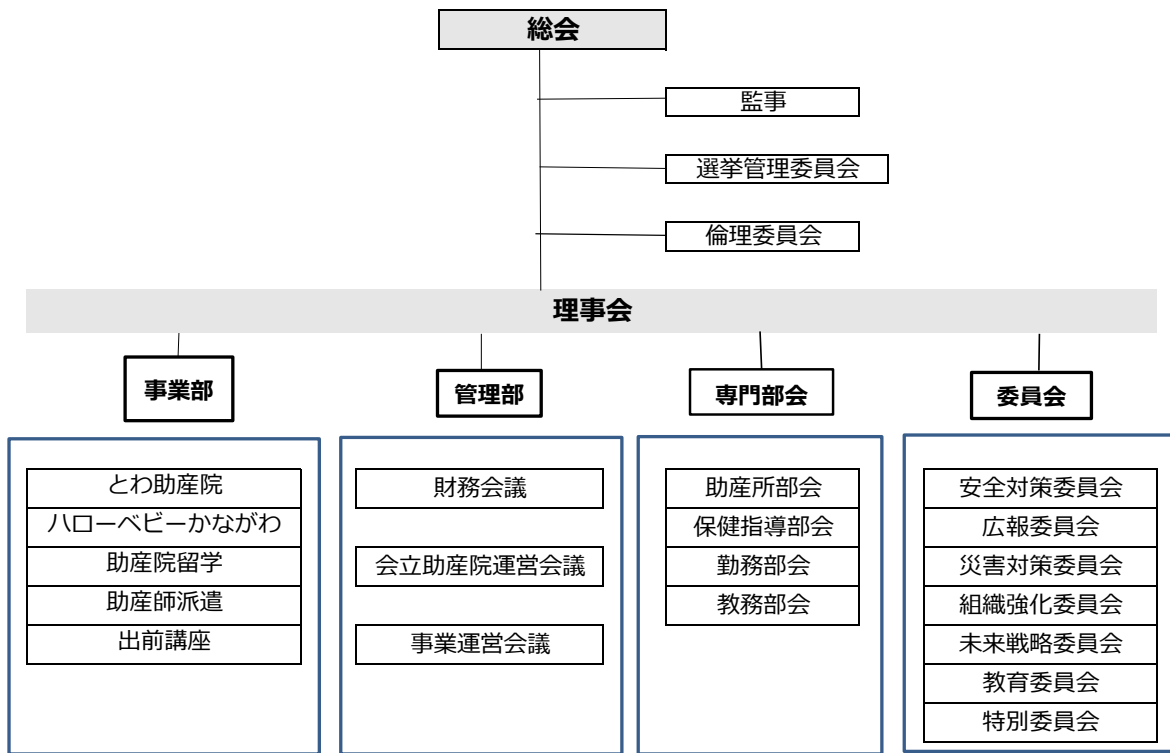 総会
監事
選挙管理委員会
倫理委員会
理事会
事業部
管理部
専門部会
委員会
とわ助産院
ハローベビーかながわ
助産院留学
助産師派遣
出前講座
財務会議
会立助産院運営会議
事業運営会議
助産所部会
保健指導部会
勤務部会
教務部会
安全対策委員会
広報委員会
災害対策委員会
組織強化委員会
未来戦略委員会
教育委員会
特別委員会